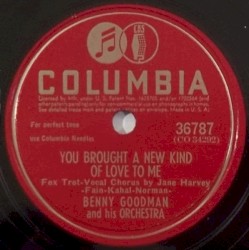 COLUMBIA
For perfect tone
use Columbia Needles
36787
(CO 34292)
YOU BROUGHT A NEW KIND
OF LOVE TO ME
Fox Trot-Vocal Chorus by Jane Harvey
-Fain-Kahal-Norman-
BENNY GOODMAN
and his ORCHESTRA